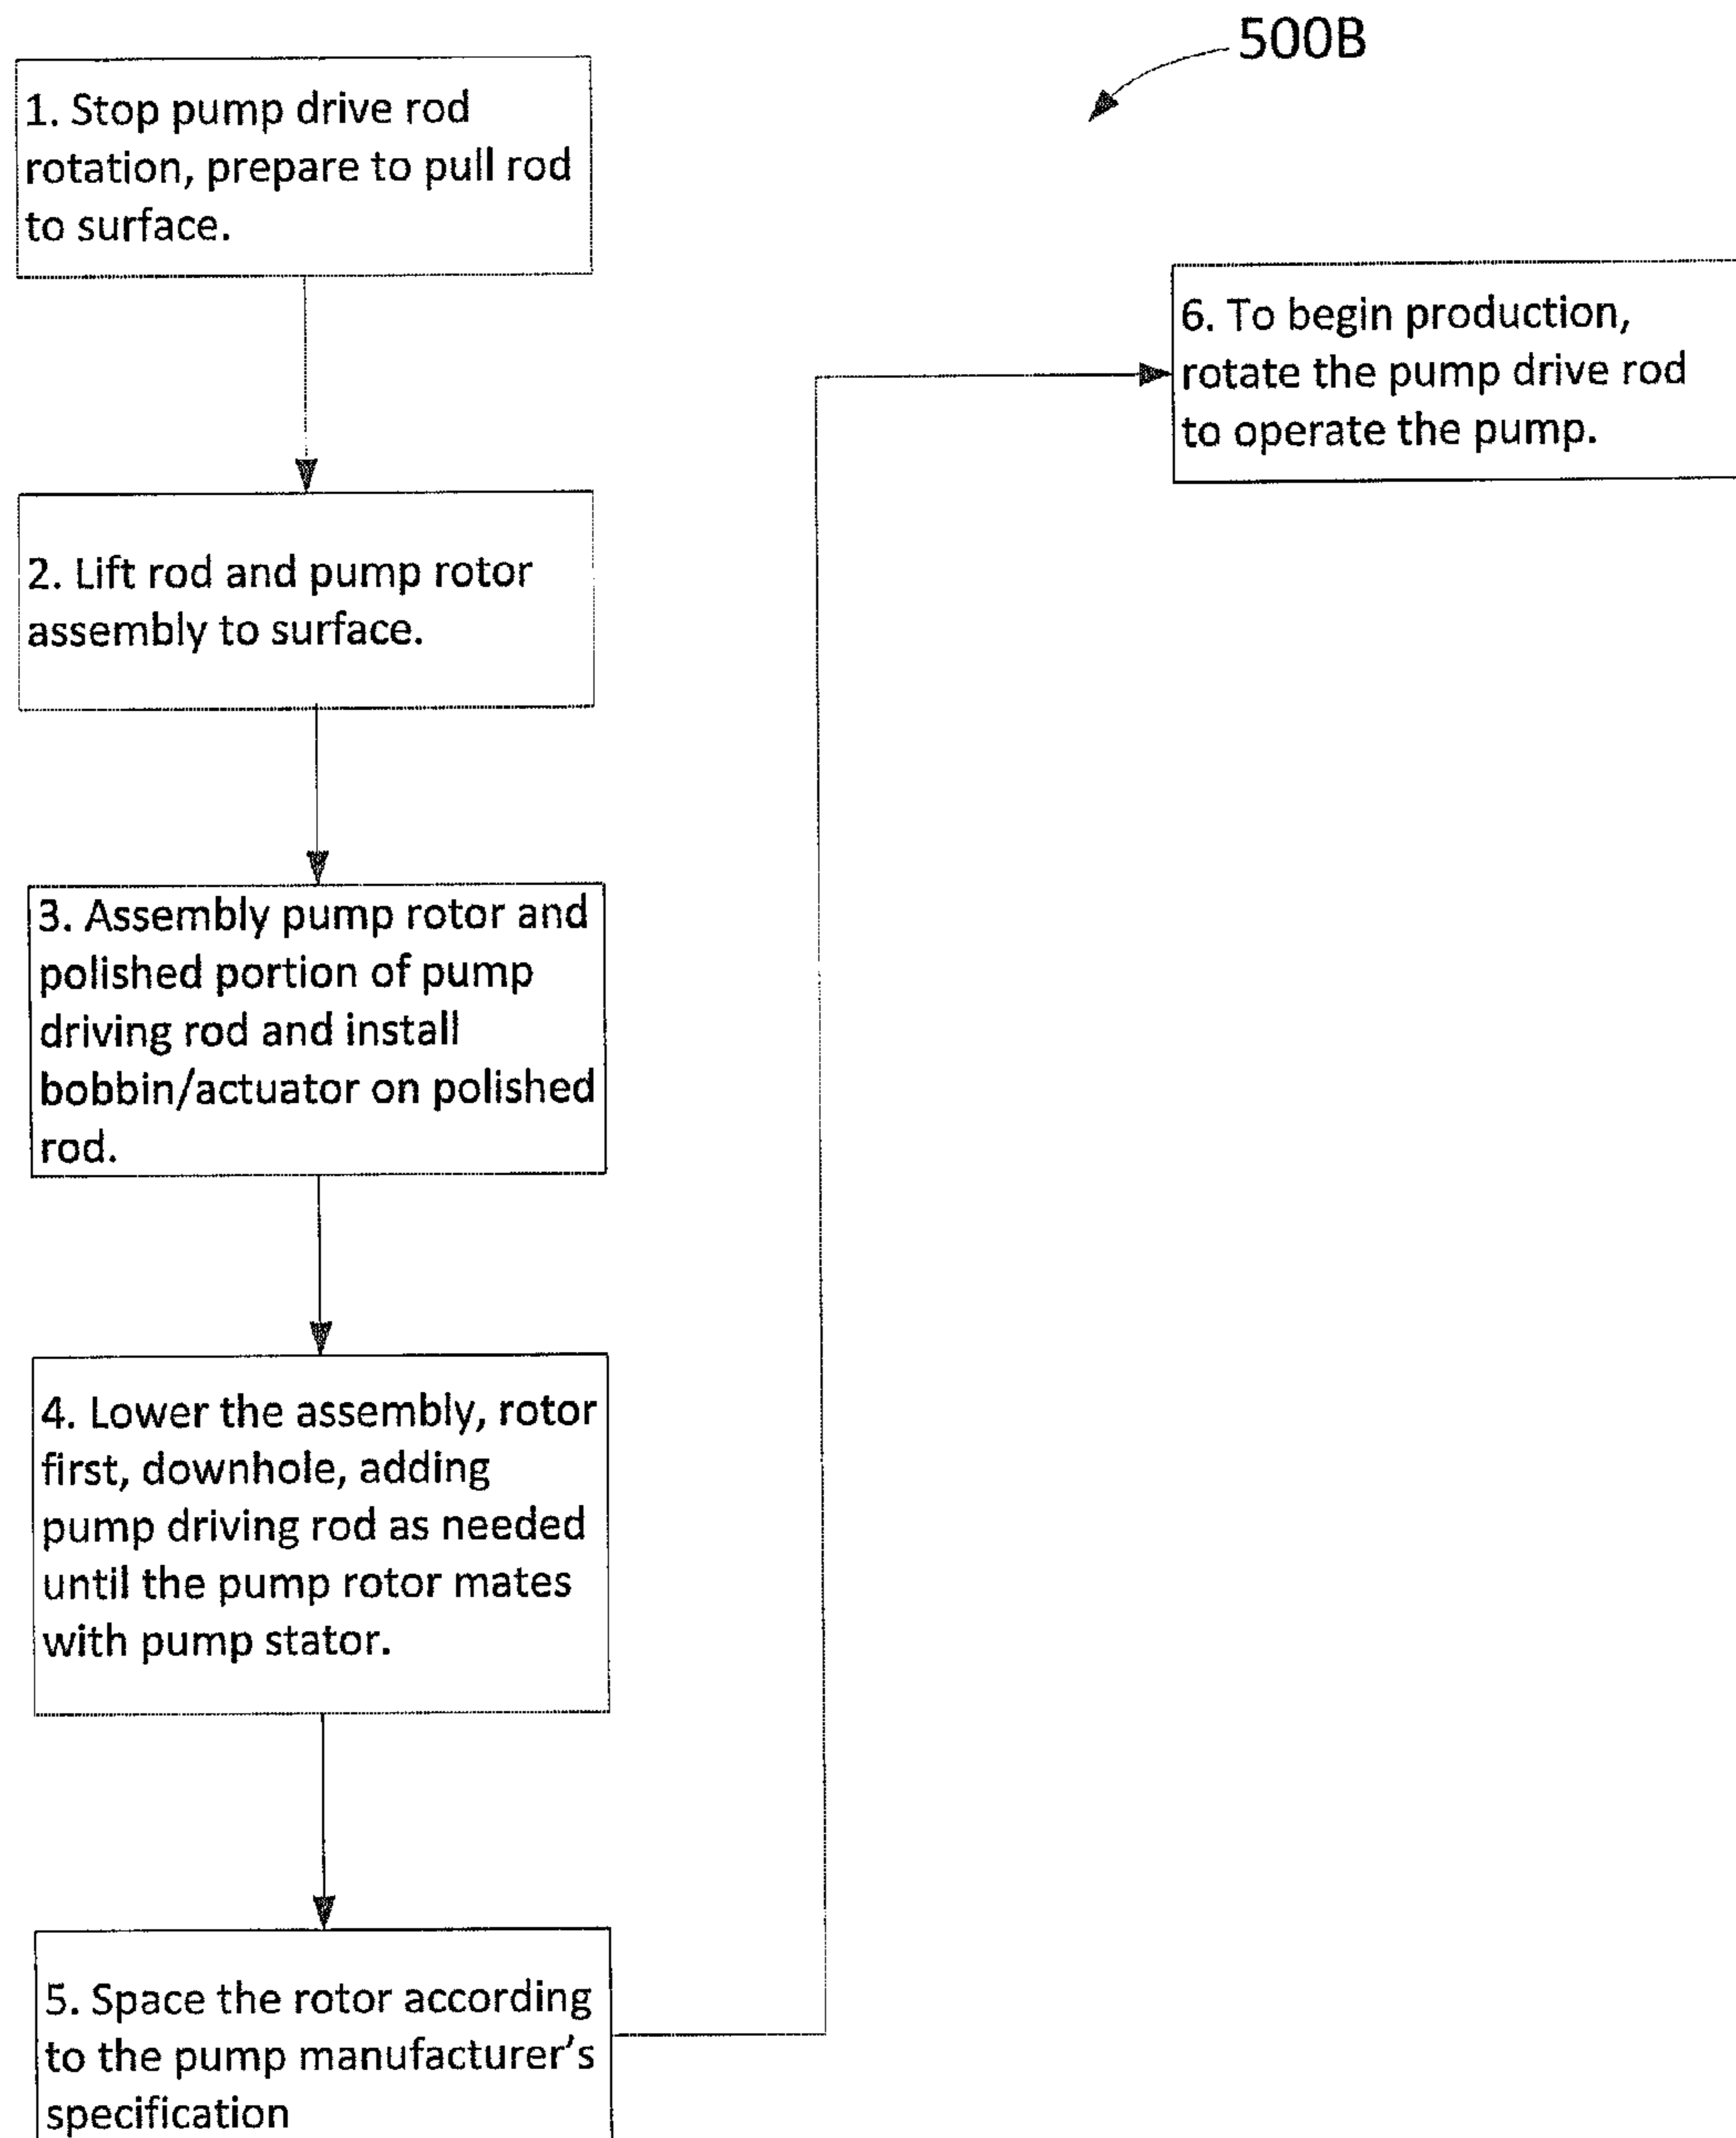 500B
1. Stop pump drive rod
rotation, prepare to pull rod
to surface.
2. Lift rod and pump rotor
assembly to surface.
3. Assembly pump rotor and
polished portion of pump
driving rod and install
bobbin/actuator on polished
rod.
4. Lower the assembly, rotor
first, downhole, adding
pump driving rod as needed
until the pump rotor mates
with pump stator.
5. Space the rotor according
to the pump manufacturer's
specification
6. To begin production,
rotate the pump drive rod
to operate the pump.